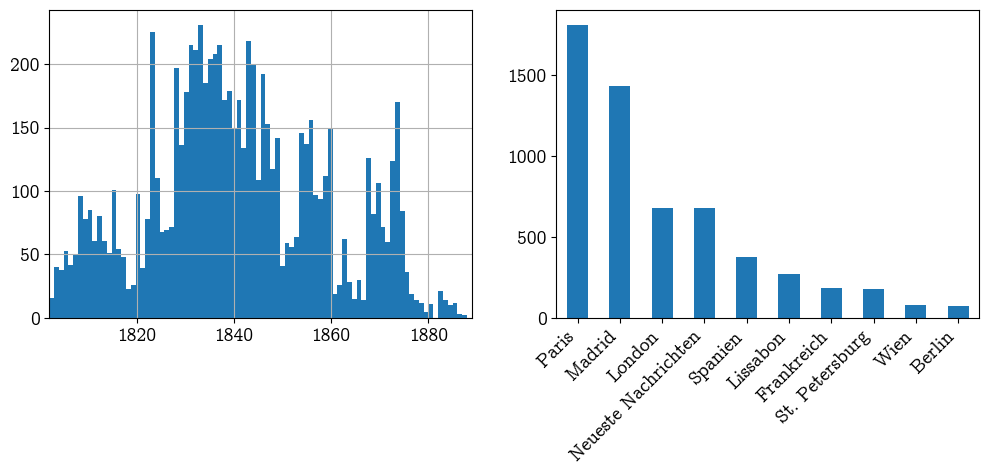 200
150
100
50
0
1820 1840 1860 1880
1500
1000
500
0
Paris
Madrid
London
Neueste Nachrichten
Spanien
Lissabon
Frankreich
St. Petersburg
Wien
Berlin